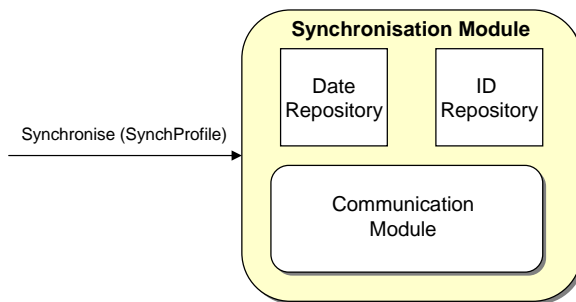 Synchronisation Module
Date
Repository
ID
Repository
Synchronise (SynchProfile)
Communication
Module